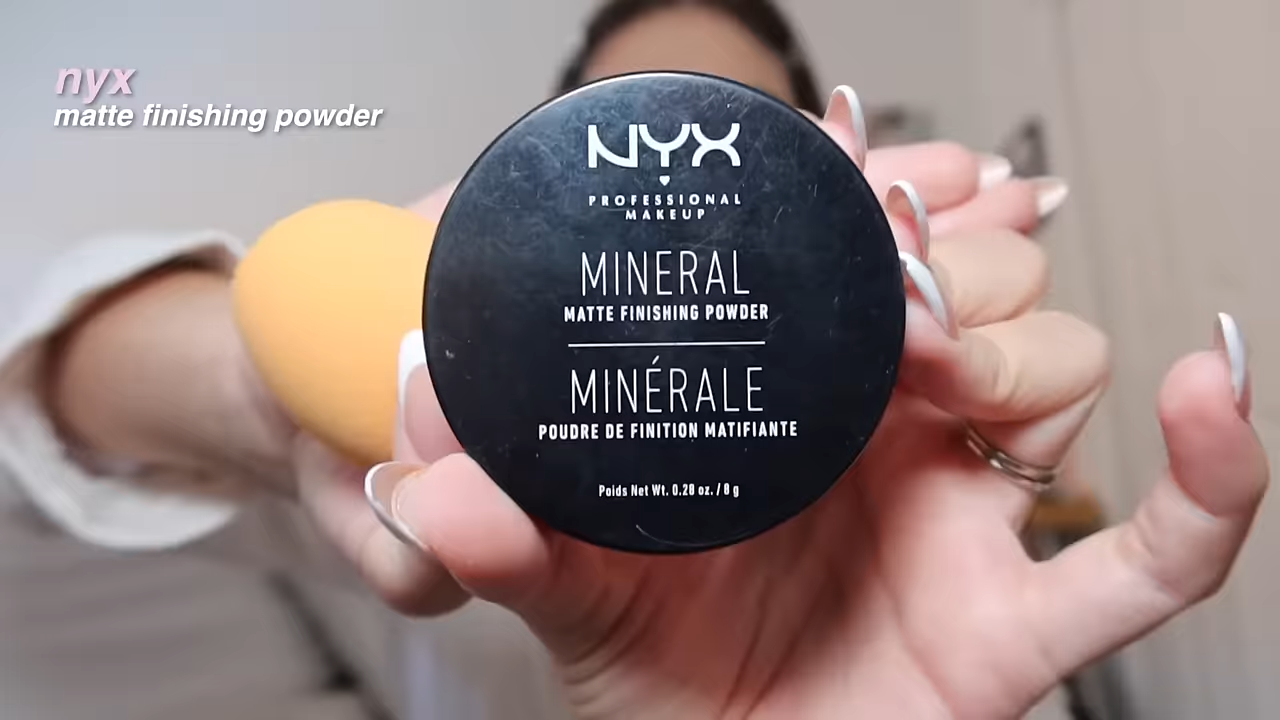 nyx
matte finishing powder
NYX
PROFESSIONAL
MAKEUP
MINERAL
MATTE FINISHING POWDER
MINÉRALE
POUDRE DE FINITION MATIFIANTE
Poids Net Wt. 0.28 oz. / 8 g